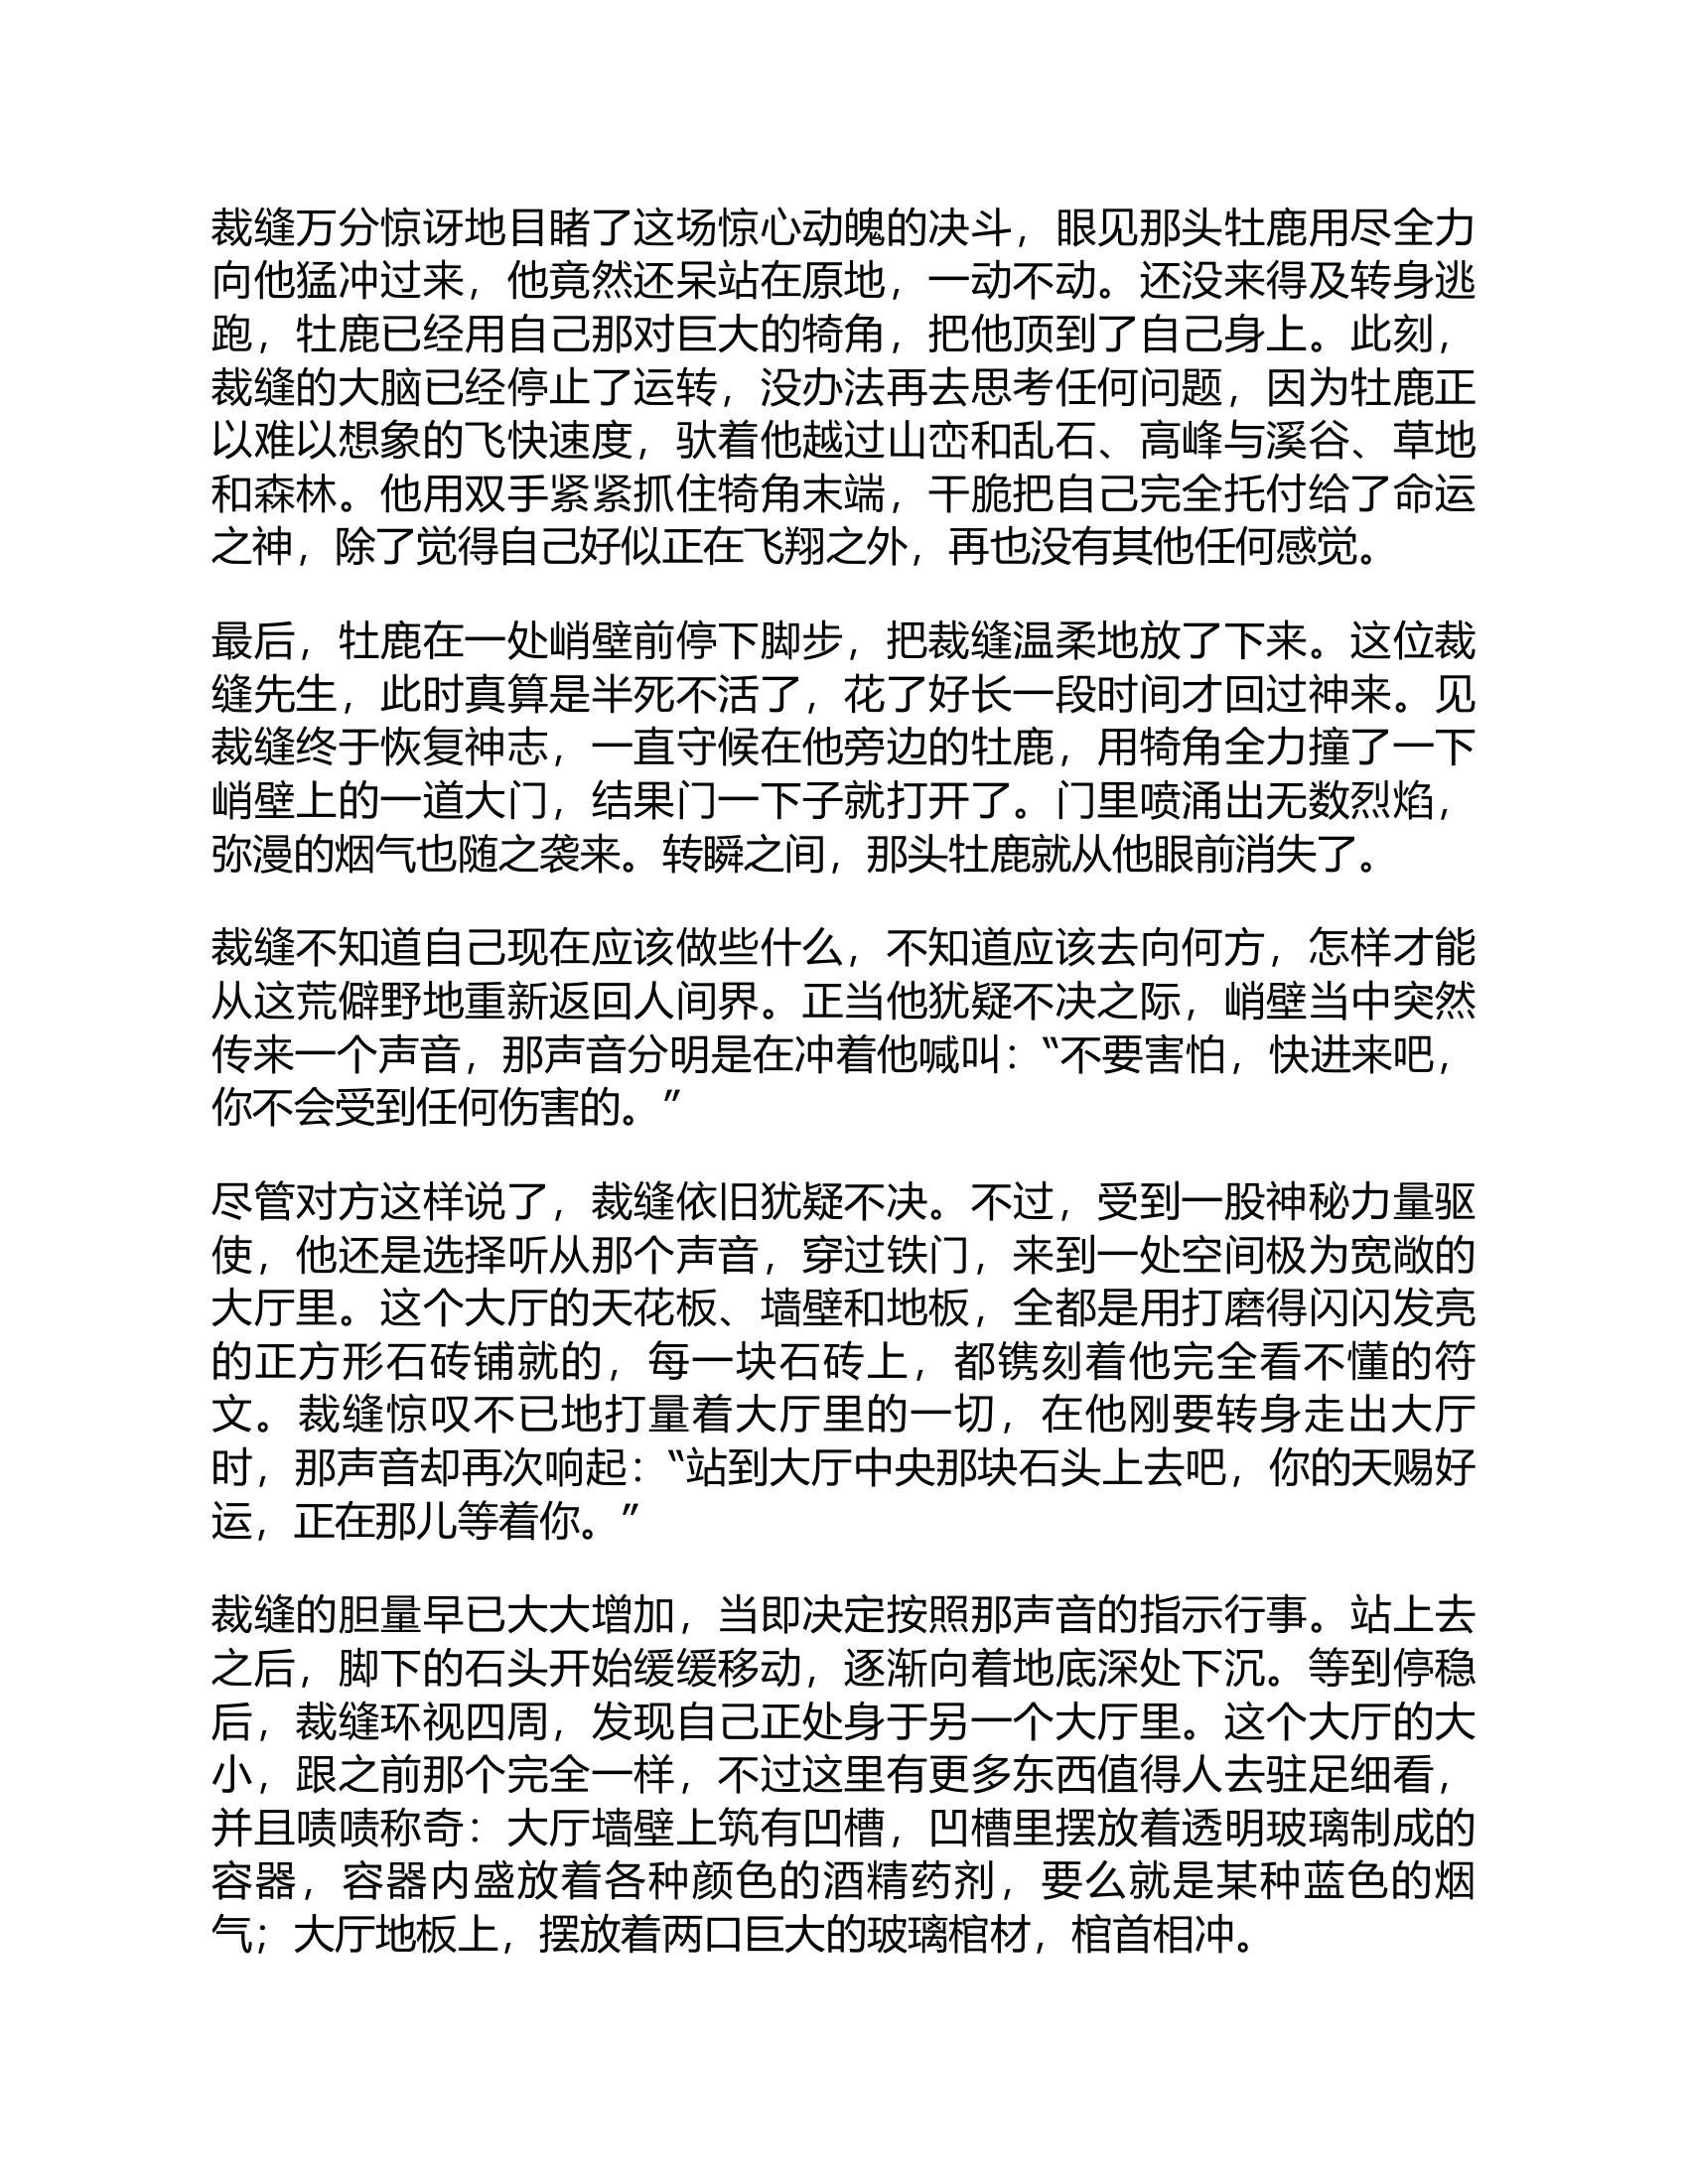 裁缝万分惊讶地目睹了这场惊心动魄的决斗，眼见那头牡鹿用尽全力
向他猛冲过来，他竟然还呆站在原地，一动不动。还没来得及转身逃
跑，牡鹿已经用自己那对巨大的犄角，把他顶到了自己身上。此刻，
裁缝的大脑已经停止了运转，没办法再去思考任何问题，因为牡鹿正
以难以想象的飞快速度，驮着他越过山峦和乱石、高峰与溪谷、草地
和森林。他用双手紧紧抓住犄角末端，干脆把自己完全托付给了命运
之神，除了觉得自己好似正在飞翔之外，再也没有其他任何感觉。
最后，牡鹿在一处峭壁前停下脚步，把裁缝温柔地放了下来。这位裁
缝先生，此时真算是半死不活了，花了好长一段时间才回过神来。见
裁缝终于恢复神志，一直守候在他旁边的牡鹿，用犄角全力撞了一下
峭壁上的一道大门，结果门一下子就打开了。门里喷涌出无数烈焰，
弥漫的烟气也随之袭来。转瞬之间，那头牡鹿就从他眼前消失了。
裁缝不知道自己现在应该做些什么，不知道应该去向何方，怎样才能
从这荒僻野地重新返回人间界。正当他犹疑不决之际，峭壁当中突然
传来一个声音，那声音分明是在冲着他喊叫：“不要害怕，快进来吧，
你不会受到任何伤害的。”
尽管对方这样说了，裁缝依旧犹疑不决。不过，受到一股神秘力量驱
使，他还是选择听从那个声音，穿过铁门，来到一处空间极为宽敞的
大厅里。这个大厅的天花板、墙壁和地板，全都是用打磨得闪闪发亮
的正方形石砖铺就的，每一块石砖上，都镌刻着他完全看不懂的符
文。裁缝惊叹不已地打量着大厅里的一切，在他刚要转身走出大厅
时，那声音却再次响起：“站到大厅中央那块石头上去吧，你的天赐好
运，正在那儿等着你。”
裁缝的胆量早已大大增加，当即决定按照那声音的指示行事。站上去
之后，脚下的石头开始缓缓移动，逐渐向着地底深处下沉。等到停稳
后，裁缝环视四周，发现自己正处身于另一个大厅里。这个大厅的大
小，跟之前那个完全一样，不过这里有更多东西值得人去驻足细看，
并且啧啧称奇：大厅墙壁上筑有凹槽，凹槽里摆放着透明玻璃制成的
容器，容器内盛放着各种颜色的酒精药剂，要么就是某种蓝色的烟
气；大厅地板上，摆放着两口巨大的玻璃棺材，棺首相冲。